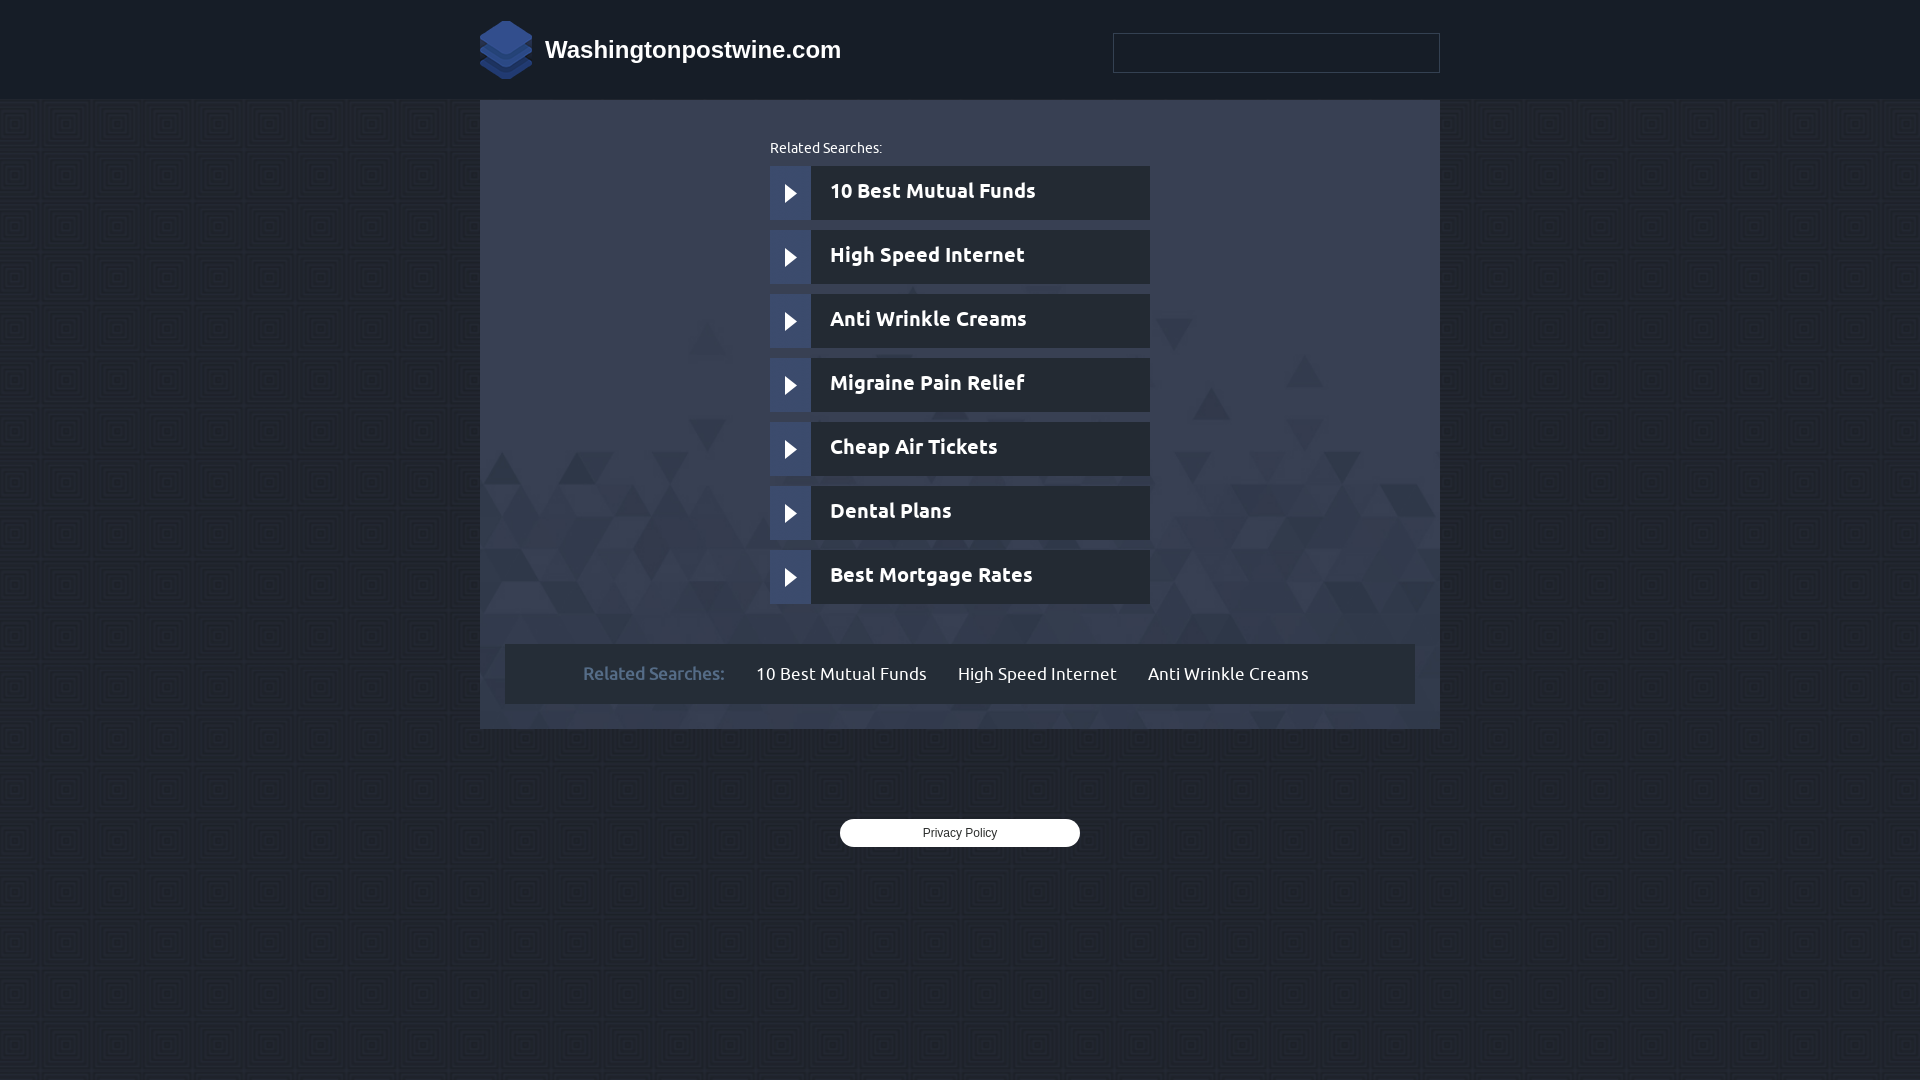 Washingtonpostwine.com
Related Searches:
10 Best Mutual Funds
High Speed Internet
Anti Wrinkle Creams
Migraine Pain Relief
Cheap Air Tickets
Dental Plans
Best Mortgage Rates
Related Searches: 10 Best Mutual Funds High Speed Internet Anti Wrinkle Creams
Privacy Policy